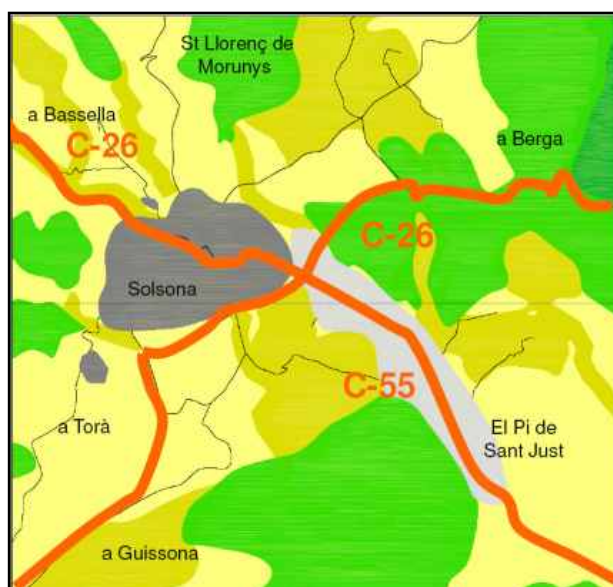 St Llorenç de
Morunys
a Bassella
C-26
a Berga
C-26
Solsona
C-55
a Torà
El Pi de
Sant Just
a Guissona